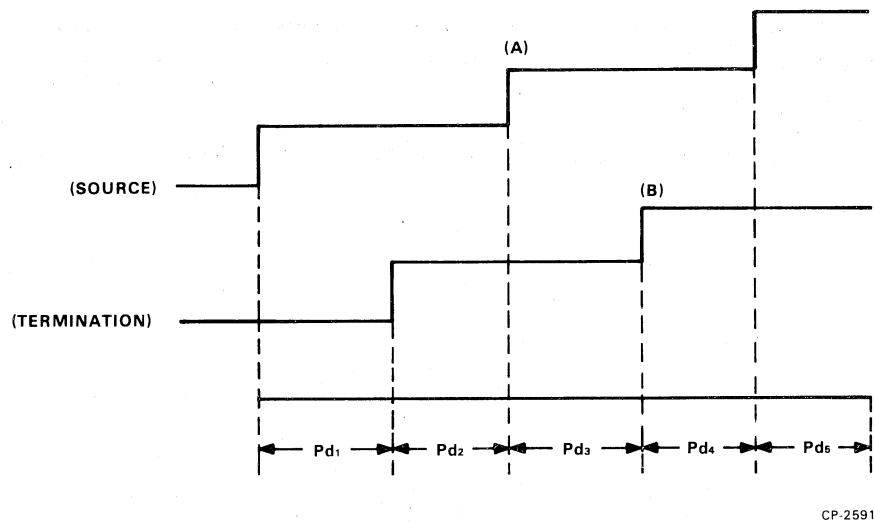 (A)
(SOURCE)
(B)
(TERMINATION)
Pd₁ Pd₂ Pd₃ Pd₄ Pd₅
CP-2591